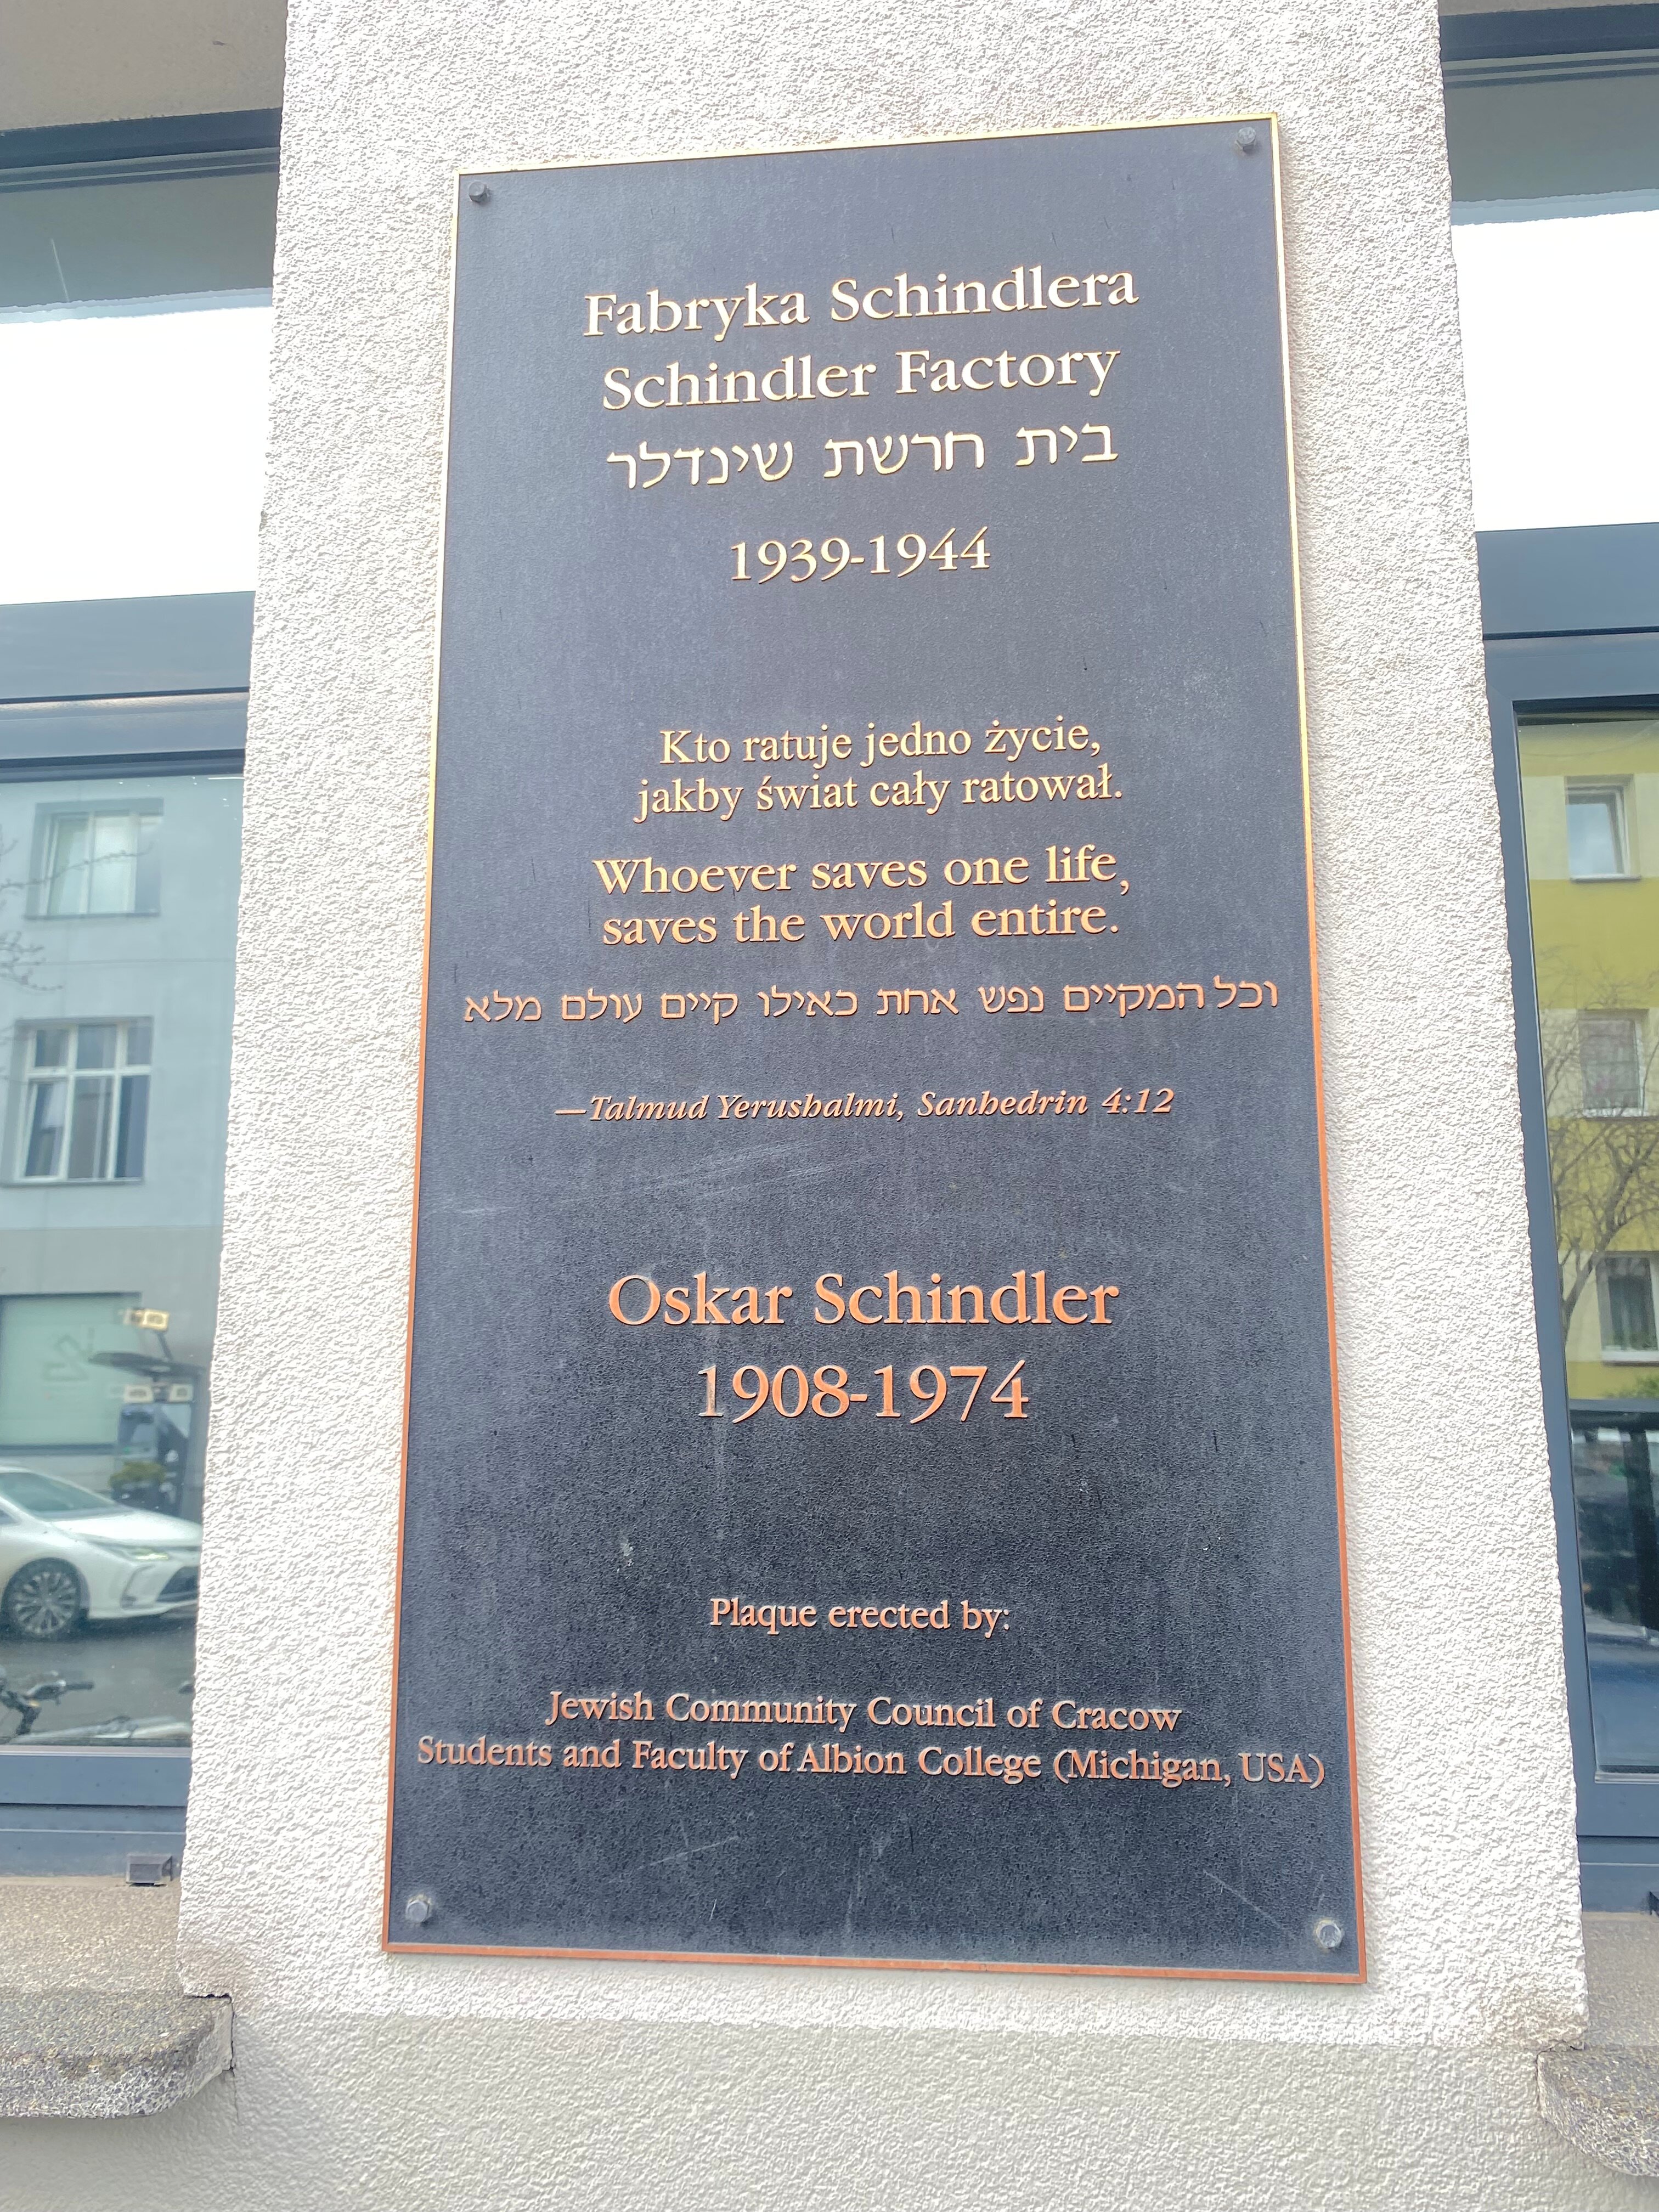 Fabryka Schindlera
Schindler Factory
בית חרשת שינדלר
1939-1944
Kto ratuje jedno życie,
jakby świat cały ratował.
Whoever saves one life,
saves the world entire.
וכל המקיים נפש אחת כאילו קיים עולם מלא
—Talmud Yerushalmi, Sanhedrin 4:12
Oskar Schindler
1908-1974
Plaque erected by:
Jewish Community Council of Cracow
Students and Faculty of Albion College (Michigan, USA)